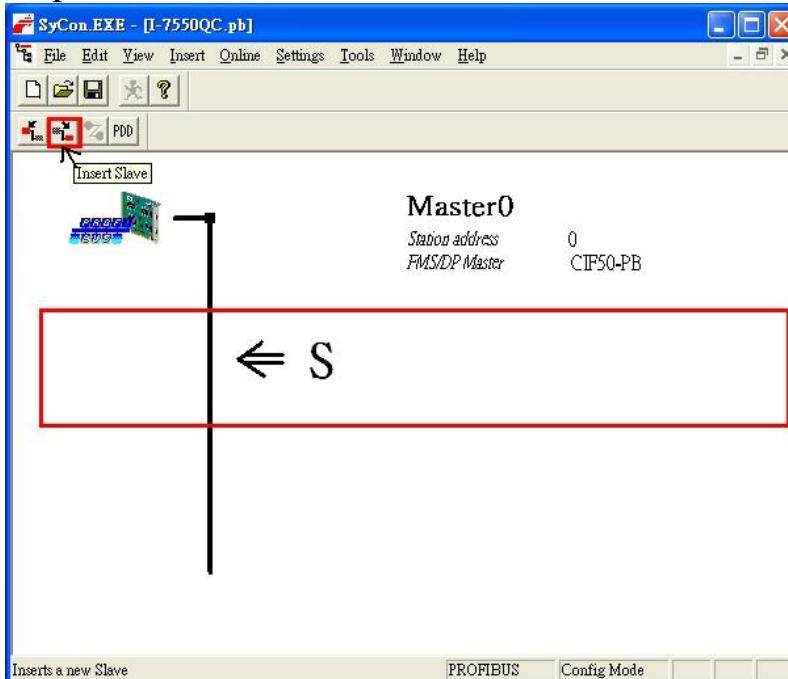 SyCon.EXE - [I-7550QC.pb]
File Edit View Insert Online Settings Tools Window Help
PDD
Insert Slave
Master0
Station address 0
FMS/DP Master CIF50-PB
S
Inserts a new Slave PROFIBUS Config Mode